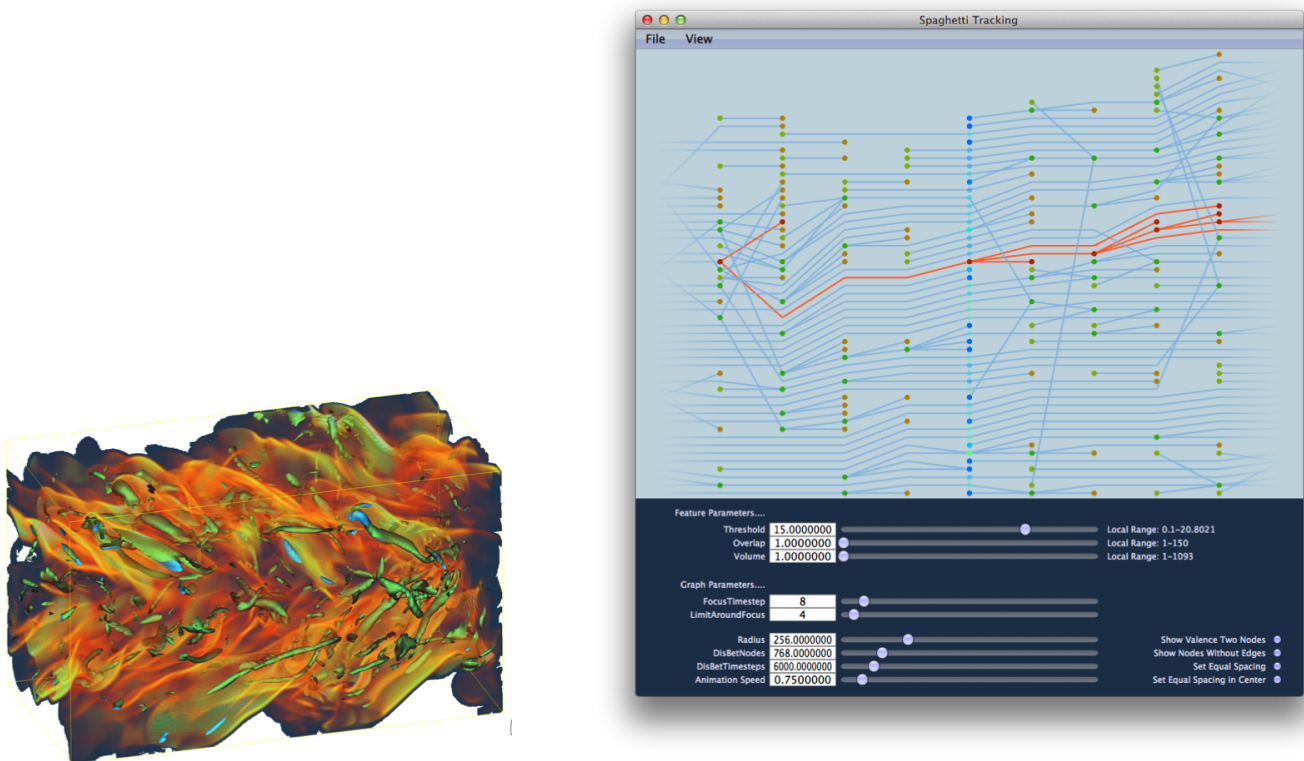 Spaghetti Tracking
File View
Feature Parameters....
Threshold 15.0000000 Local Range: 0.1-20.8021
Overlap 1.0000000 Local Range: 1-150
Volume 1.0000000 Local Range: 1-1093
Graph Parameters....
FocusTimestep 8
LimitAroundFocus 4
Radius 256.0000000 Show Valence Two Nodes
DisBetNodes 768.0000000 Show Nodes Without Edges
DisBetTimesteps 6000.0000000 Set Equal Spacing
Animation Speed 0.7500000 Set Equal Spacing in Center